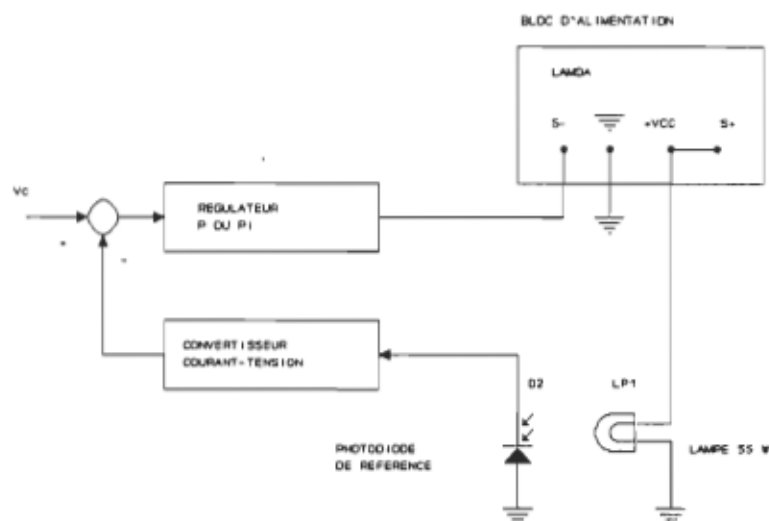 BLOC D'ALIMENTATION
LAMDA
S-
+VCC
S+
Vc
REGULATEUR
P OU PI
CONVERTISSEUR
COURANT-TENSION
D2
LP1
PHOTODIODE
DE REFERENCE
LAMPE 55 W